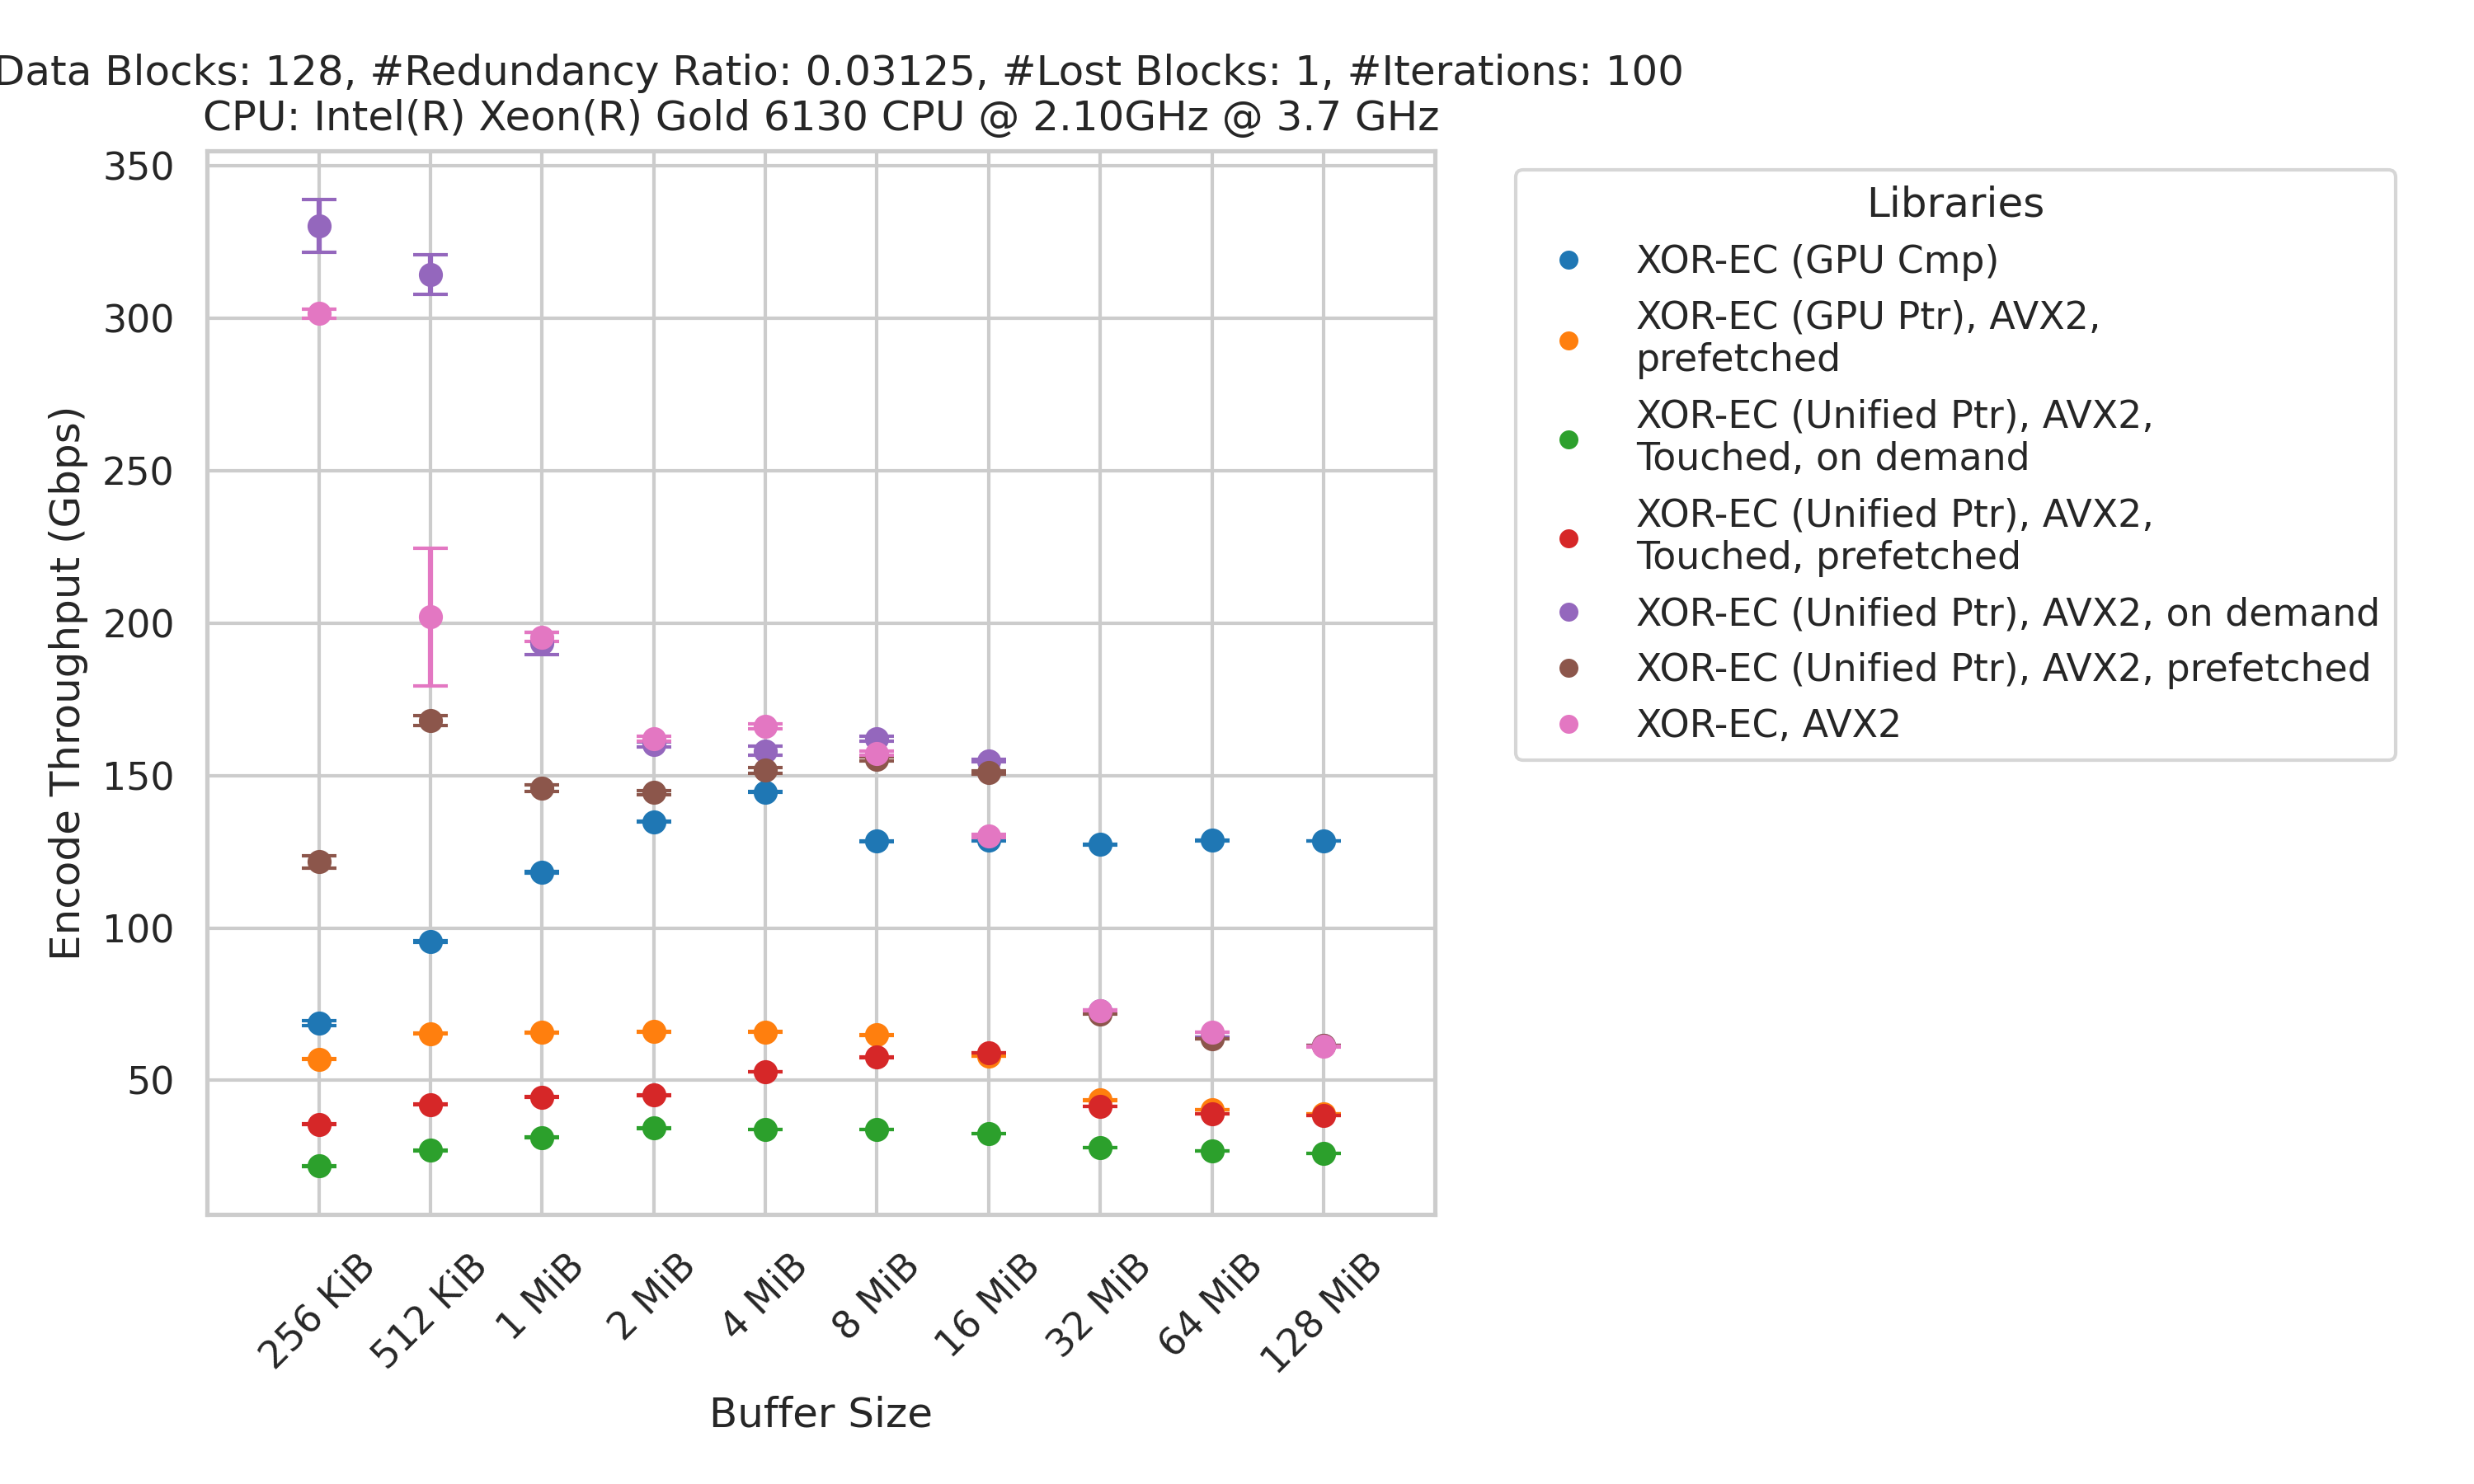 Data Blocks: 128, #Redundancy Ratio: 0.03125, #Lost Blocks: 1, #Iterations: 100
CPU: Intel(R) Xeon(R) Gold 6130 CPU @ 2.10GHz @ 3.7 GHz
350
300
250
200
150
100
50
Encode Throughput (Gbps)
256 KiB
512 KiB
1 MiB
2 MiB
4 MiB
8 MiB
16 MiB
32 MiB
64 MiB
128 MiB
Buffer Size
Libraries
XOR-EC (GPU Cmp)
XOR-EC (GPU Ptr), AVX2,
prefetched
XOR-EC (Unified Ptr), AVX2,
Touched, on demand
XOR-EC (Unified Ptr), AVX2,
Touched, prefetched
XOR-EC (Unified Ptr), AVX2, on demand
XOR-EC (Unified Ptr), AVX2, prefetched
XOR-EC, AVX2